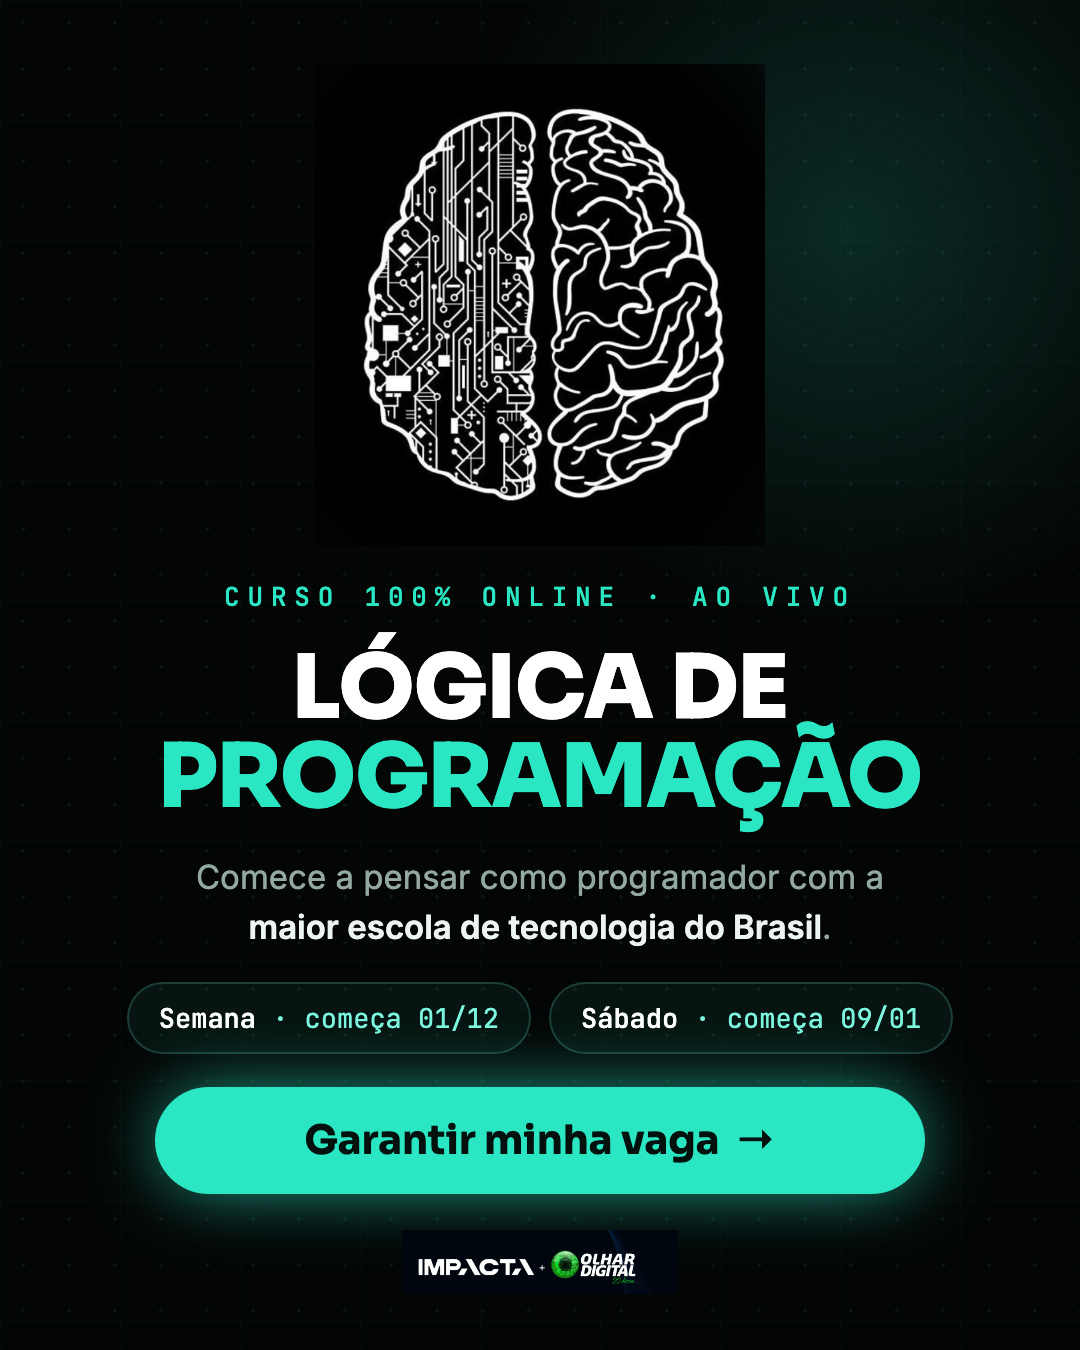 CURSO 100% ONLINE · AO VIVO
LÓGICA DE
PROGRAMAÇÃO
Comece a pensar como programador com a
maior escola de tecnologia do Brasil.
Semana · começa 01/12
Sábado · começa 09/01
Garantir minha vaga →
IMPACTA + OLHAR
DIGITAL